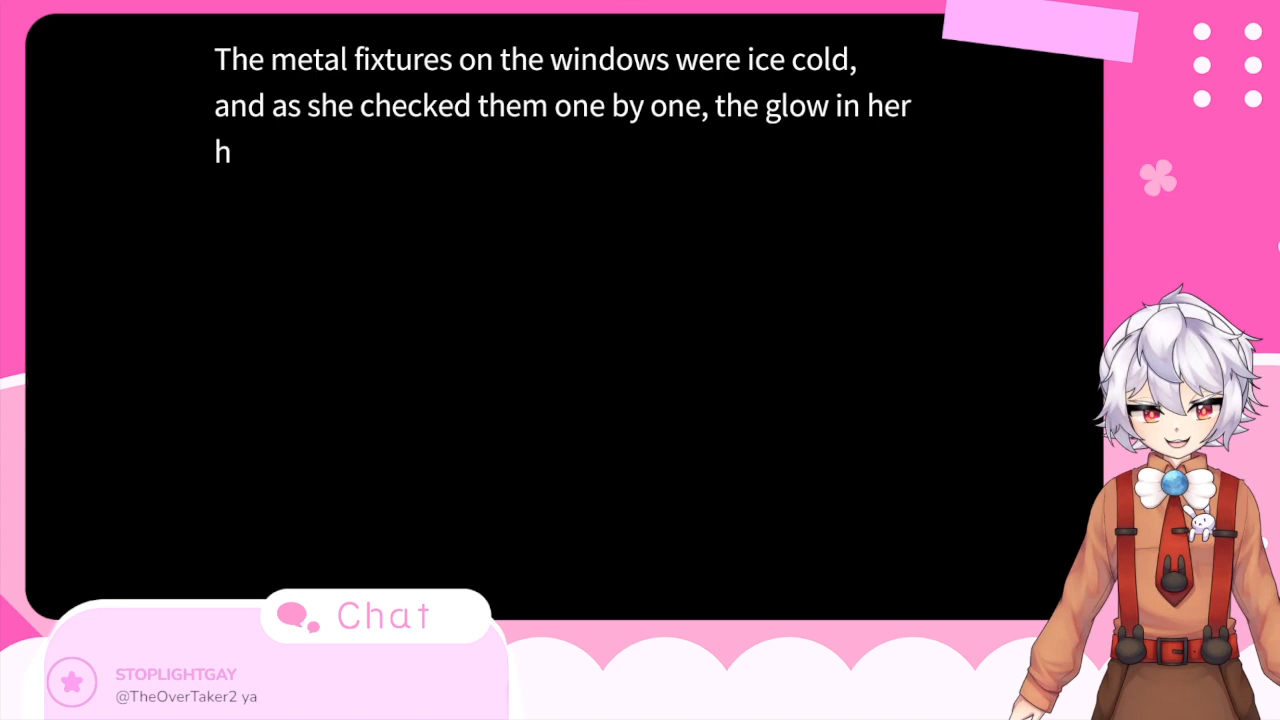 The metal fixtures on the windows were ice cold,
and as she checked them one by one, the glow in her
h
Chat
STOPLIGHTGAY
@TheOverTaker2 ya